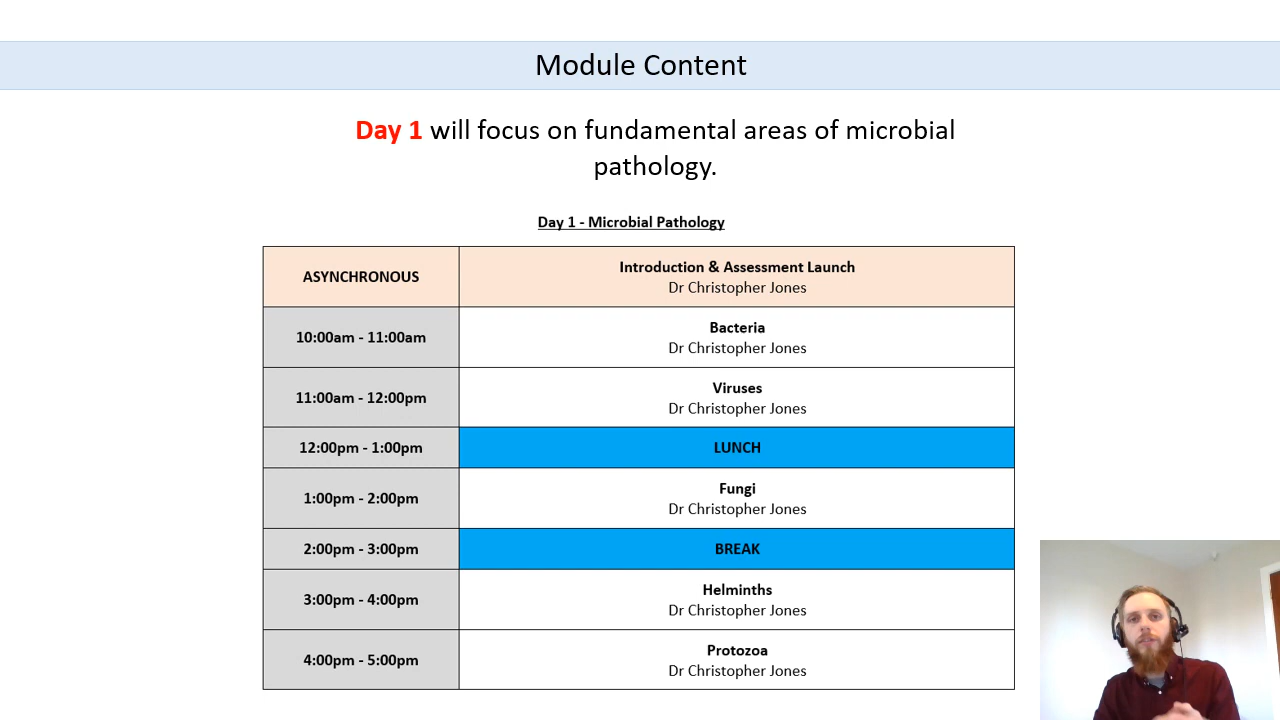 Module Content
Day 1 will focus on fundamental areas of microbial
pathology.
Day 1 - Microbial Pathology
ASYNCHRONOUS
Introduction & Assessment Launch
Dr Christopher Jones
10:00am - 11:00am
Bacteria
Dr Christopher Jones
11:00am - 12:00pm
Viruses
Dr Christopher Jones
12:00pm - 1:00pm
LUNCH
1:00pm - 2:00pm
Fungi
Dr Christopher Jones
2:00pm - 3:00pm
BREAK
3:00pm - 4:00pm
Helminths
Dr Christopher Jones
4:00pm - 5:00pm
Protozoa
Dr Christopher Jones